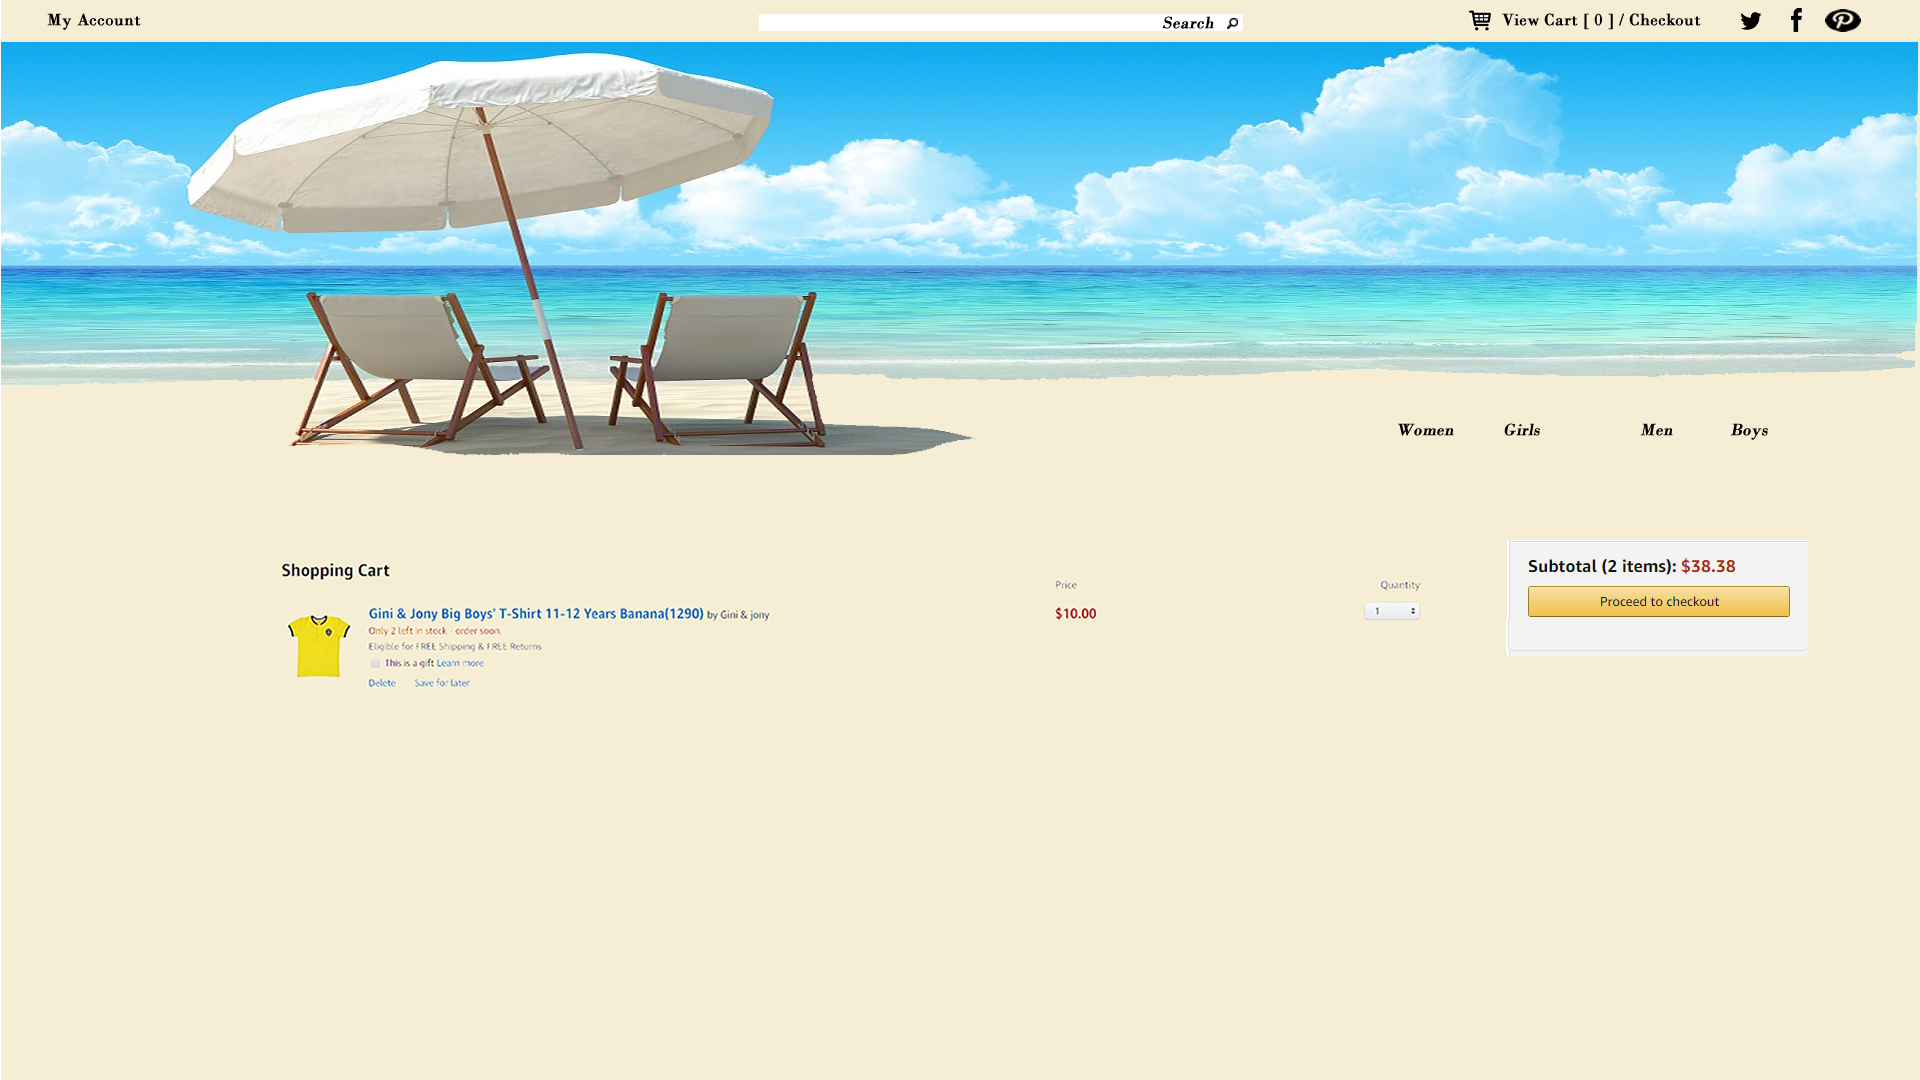 My Account
Search
View Cart [ 0 ] / Checkout
Women Girls Men Boys
Shopping Cart
Price Quantity
Gini & Jony Big Boys' T-Shirt 11-12 Years Banana(1290) by Gini & jony
$10.00
1
Only 2 left in stock - order soon.
Eligible for FREE Shipping & FREE Returns
This is a gift Learn more
Delete Save for later
Subtotal (2 items): $38.38
Proceed to checkout